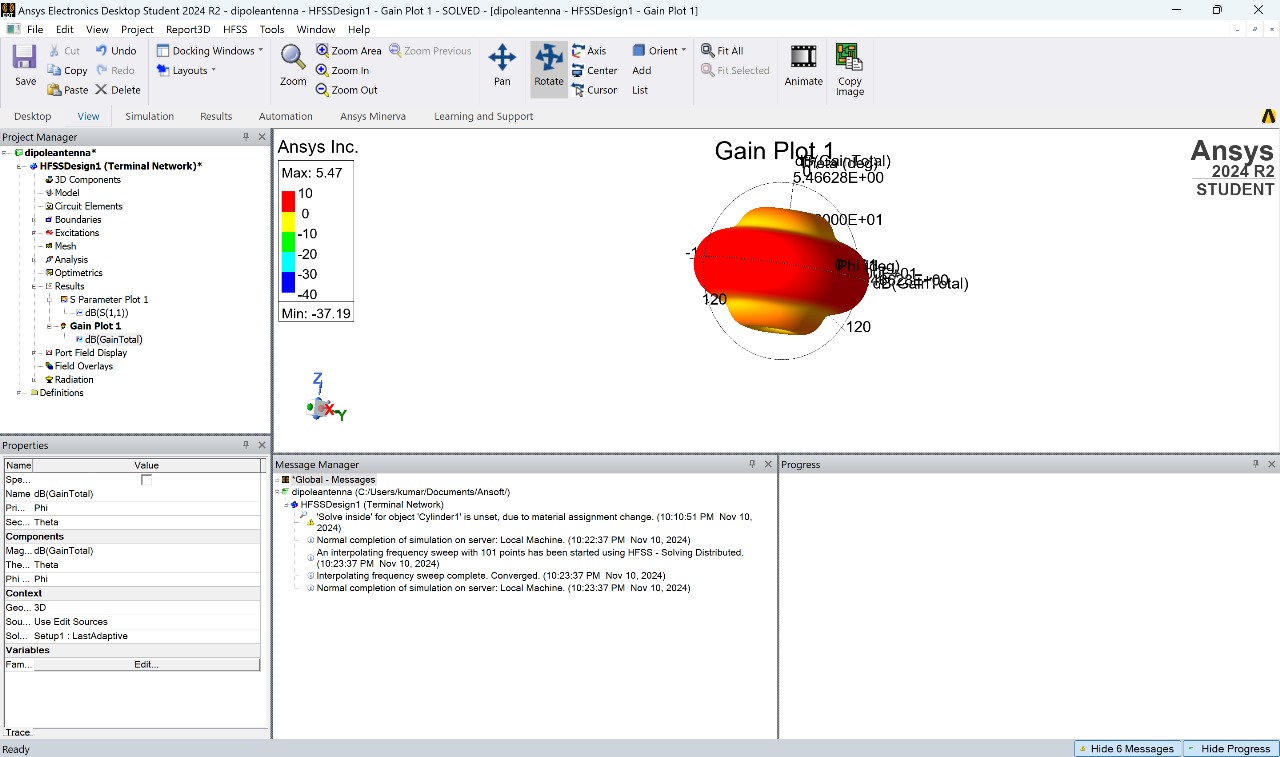 Ansys Electronics Desktop Student 2024 R2 - dipoleantenna - HFSSDesign1 - Gain Plot 1 - SOLVED - [dipoleantenna - HFSSDesign1 - Gain Plot 1]
File Edit View Project Report3D HFSS Tools Window Help
Save
Cut
Copy
Paste
Undo
Redo
Delete
Docking Windows
Layouts
Zoom
Zoom Area
Zoom In
Zoom Out
Zoom Previous
Pan
Rotate
Axis
Center
Cursor
Orient
Add
List
Fit All
Fit Selected
Animate
Copy
Image
Desktop View Simulation Results Automation Ansys Minerva Learning and Support
Project Manager
dipoleantenna*
HFSSDesign1 (Terminal Network)*
3D Components
Model
Circuit Elements
Boundaries
Excitations
Mesh
Analysis
Optimetrics
Results
S Parameter Plot 1
dB(S(1,1))
Gain Plot 1
dB(GainTotal)
Port Field Display
Field Overlays
Radiation
Definitions
Ansys Inc.
Max: 5.47
10
0
-10
-20
-30
-40
Min: -37.19
Gain Plot 1
dB(GainTotal)
0
5.46628E+00
120
Phi (deg)
dB(GainTotal)
120
Z
X
Y
Ansys
2024 R2
STUDENT
Properties
Name Value
Spe...
Name dB(GainTotal)
Pri... Phi
Sec... Theta
Components
Mag... dB(GainTotal)
The... Theta
Phi ... Phi
Context
Geo... 3D
Sou... Use Edit Sources
Sol... Setup1 : LastAdaptive
Variables
Fam... Edit...
Trace
Message Manager
*Global - Messages
dipoleantenna (C:/Users/kumar/Documents/Ansoft/)
HFSSDesign1 (Terminal Network)
'Solve inside' for object 'Cylinder1' is unset, due to material assignment change. (10:10:51 PM Nov 10,
2024)
Normal completion of simulation on server: Local Machine. (10:22:37 PM Nov 10, 2024)
An interpolating frequency sweep with 101 points has been started using HFSS - Solving Distributed.
(10:23:37 PM Nov 10, 2024)
Interpolating frequency sweep complete. Converged. (10:23:37 PM Nov 10, 2024)
Normal completion of simulation on server: Local Machine. (10:23:37 PM Nov 10, 2024)
Progress
Ready
Hide 6 Messages
Hide Progress